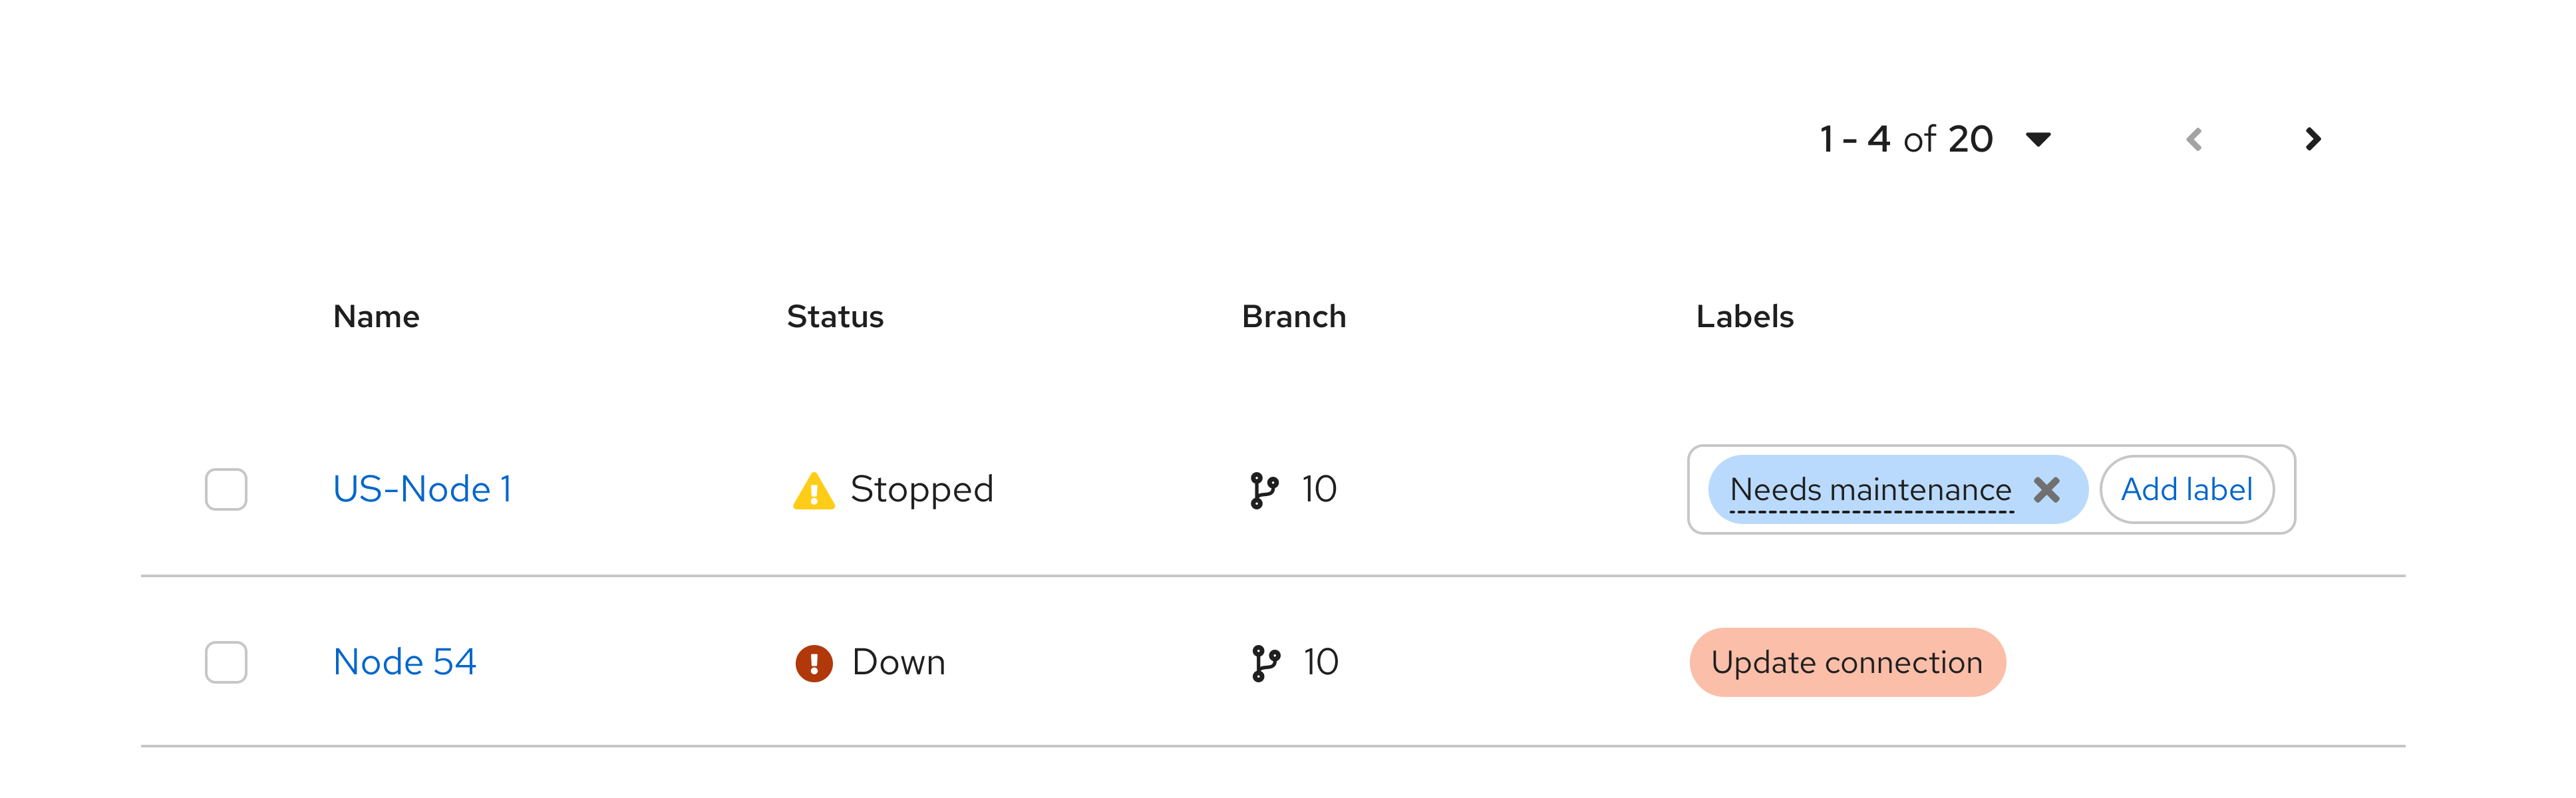 1 - 4 of 20
Name Status Branch Labels
US-Node 1 Stopped 10 Needs maintenance Add label
Node 54 Down 10 Update connection